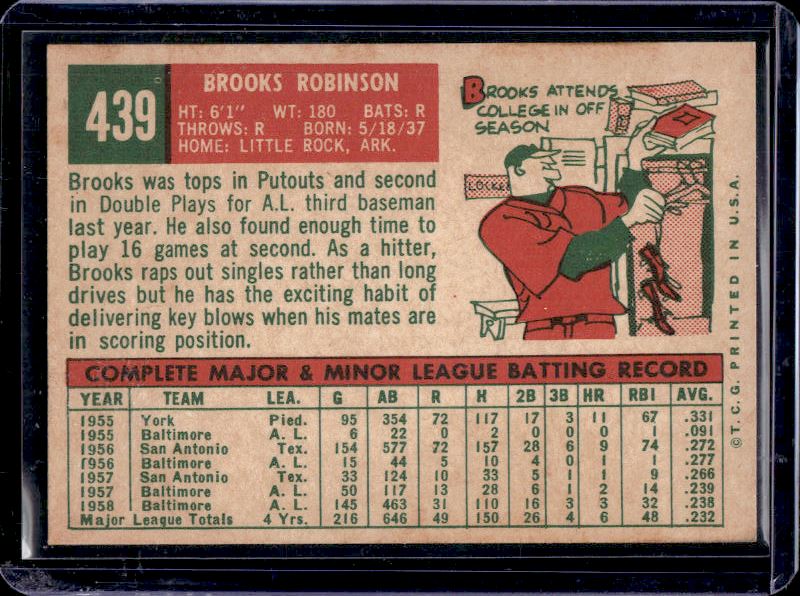 439
BROOKS ROBINSON
HT: 6'1" WT: 180 BATS: R
THROWS: R BORN: 5/18/37
HOME: LITTLE ROCK, ARK.
BROOKS ATTENDS
COLLEGE IN OFF
SEASON
Brooks was tops in Putouts and second
in Double Plays for A.L. third baseman
last year. He also found enough time to
play 16 games at second. As a hitter,
Brooks raps out singles rather than long
drives but he has the exciting habit of
delivering key blows when his mates are
in scoring position.
COMPLETE MAJOR & MINOR LEAGUE BATTING RECORD
YEAR TEAM LEA. G AB R H 2B 3B HR RBI AVG.
1955 York Pied. 95 354 72 117 17 3 11 67 .331
1955 Baltimore A. L. 6 22 0 2 0 0 0 1 .091
1956 San Antonio Tex. 154 577 72 157 28 6 9 74 .272
1956 Baltimore A. L. 15 44 5 10 4 0 1 1 .277
1957 San Antonio Tex. 33 124 10 33 5 1 1 9 .266
1957 Baltimore A. L. 50 117 13 28 6 1 2 14 .239
1958 Baltimore A. L. 145 463 31 110 16 3 3 32 .238
Major League Totals 4 Yrs. 216 646 49 150 26 4 6 48 .232
© T. C. G. PRINTED IN U.S.A.